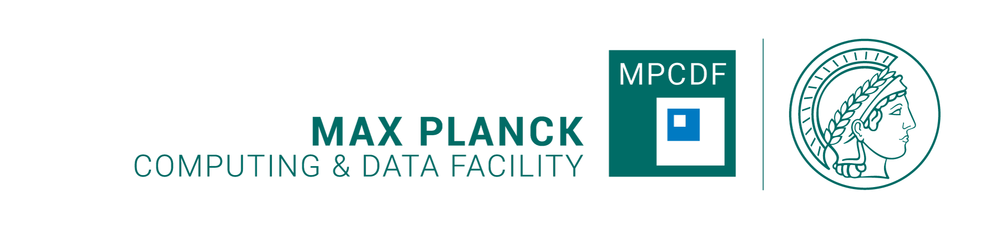 MPCDF
MAX PLANCK
COMPUTING & DATA FACILITY